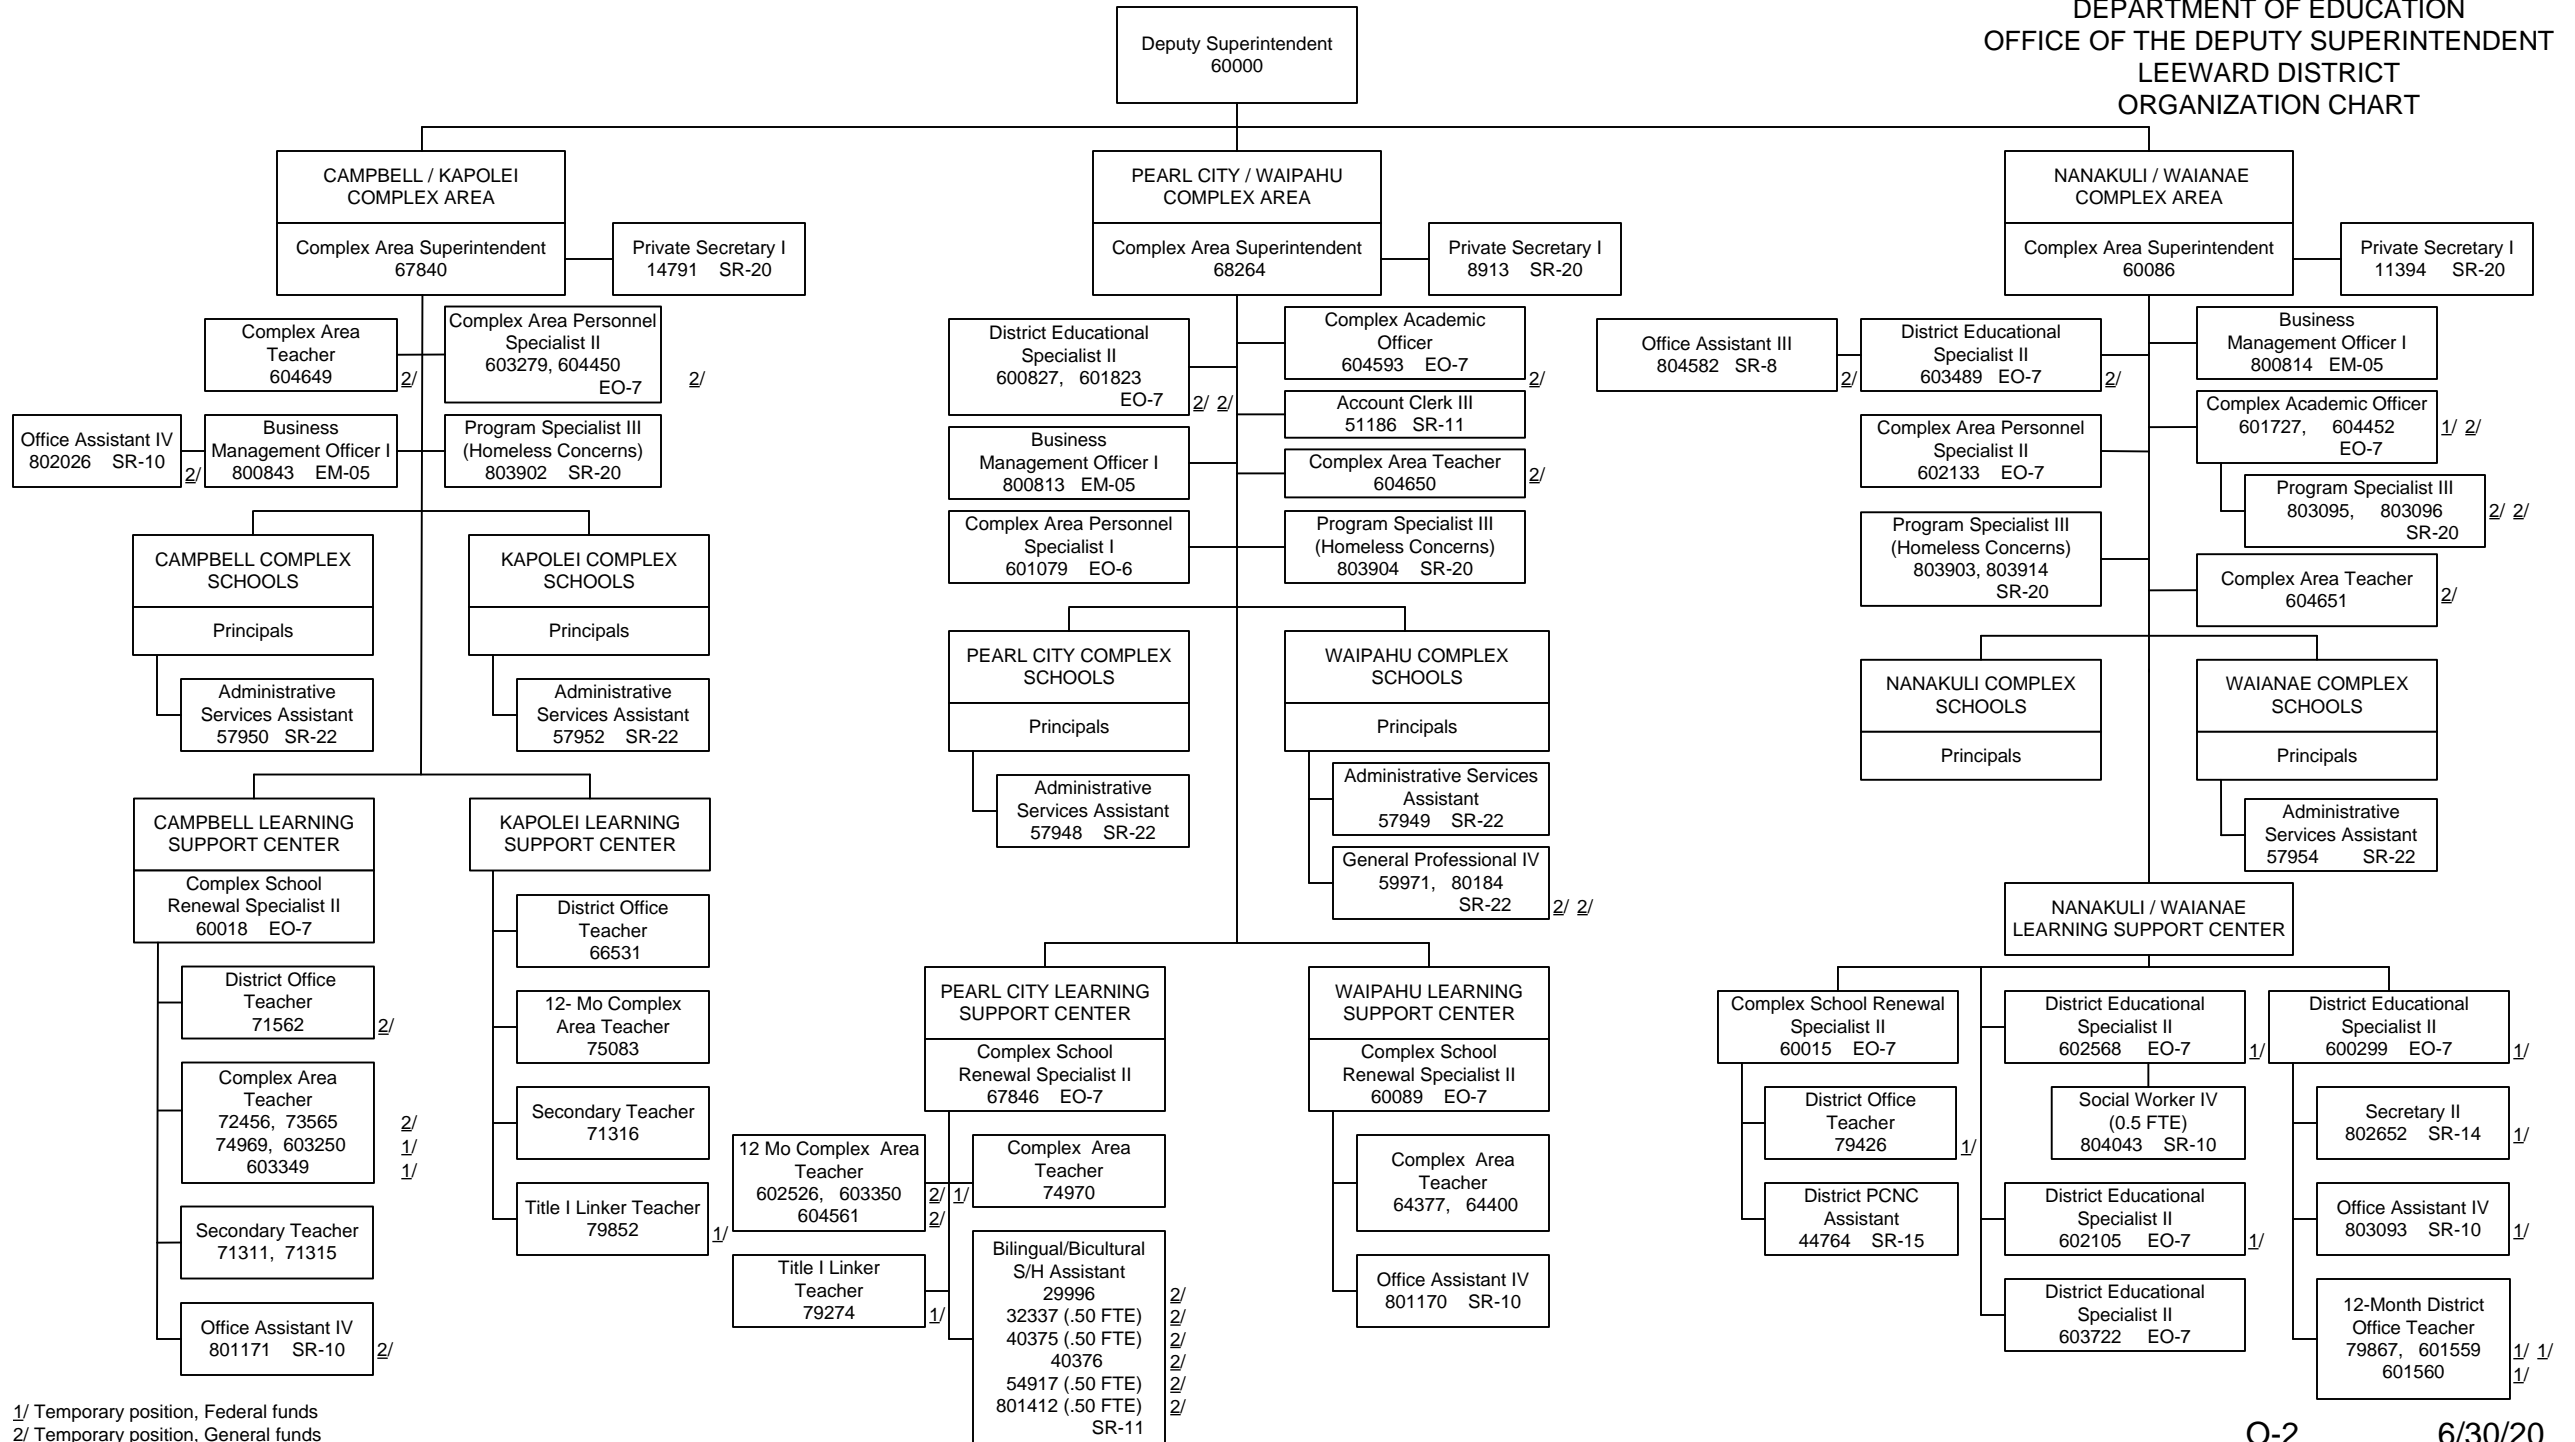 DEPARTMENT OF EDUCATION
OFFICE OF THE DEPUTY SUPERINTENDENT
LEEWARD DISTRICT
ORGANIZATION CHART
Deputy Superintendent
60000
CAMPBELL / KAPOLEI
COMPLEX AREA
Complex Area Superintendent
67840
Private Secretary I
14791 SR-20
Complex Area
Teacher
604649
2/
Complex Area Personnel
Specialist II
603279, 604450
EO-7
2/
Office Assistant IV
802026 SR-10
2/
Business
Management Officer I
800843 EM-05
Program Specialist III
(Homeless Concerns)
803902 SR-20
CAMPBELL COMPLEX
SCHOOLS
Principals
Administrative
Services Assistant
57950 SR-22
KAPOLEI COMPLEX
SCHOOLS
Principals
Administrative
Services Assistant
57952 SR-22
CAMPBELL LEARNING
SUPPORT CENTER
Complex School
Renewal Specialist II
60018 EO-7
District Office
Teacher
71562
2/
Complex Area
Teacher
72456, 73565 2/
74969, 603250 1/
603349 1/
Secondary Teacher
71311, 71315
Office Assistant IV
801171 SR-10
2/
KAPOLEI LEARNING
SUPPORT CENTER
District Office
Teacher
66531
12- Mo Complex
Area Teacher
75083
Secondary Teacher
71316
Title I Linker Teacher
79852
1/
PEARL CITY / WAIPAHU
COMPLEX AREA
Complex Area Superintendent
68264
Private Secretary I
8913 SR-20
District Educational
Specialist II
600827, 601823
EO-7
2/ 2/
Complex Academic
Officer
604593 EO-7
2/
Account Clerk III
51186 SR-11
Business
Management Officer I
800813 EM-05
Complex Area Teacher
604650
2/
Complex Area Personnel
Specialist I
601079 EO-6
Program Specialist III
(Homeless Concerns)
803904 SR-20
PEARL CITY COMPLEX
SCHOOLS
Principals
Administrative
Services Assistant
57948 SR-22
WAIPAHU COMPLEX
SCHOOLS
Principals
Administrative Services
Assistant
57949 SR-22
General Professional IV
59971, 80184
SR-22
2/ 2/
PEARL CITY LEARNING
SUPPORT CENTER
Complex School
Renewal Specialist II
67846 EO-7
12 Mo Complex Area
Teacher
602526, 603350 2/ 1/
604561 2/
Complex Area
Teacher
74970
Title I Linker
Teacher
79274
1/
Bilingual/Bicultural
S/H Assistant
29996 2/
32337 (.50 FTE) 2/
40375 (.50 FTE) 2/
40376 2/
54917 (.50 FTE) 2/
801412 (.50 FTE) 2/
SR-11
WAIPAHU LEARNING
SUPPORT CENTER
Complex School
Renewal Specialist II
60089 EO-7
Complex Area
Teacher
64377, 64400
Office Assistant IV
801170 SR-10
NANAKULI / WAIANAE
COMPLEX AREA
Complex Area Superintendent
60086
Private Secretary I
11394 SR-20
Office Assistant III
804582 SR-8
2/
District Educational
Specialist II
603489 EO-7
2/
Business
Management Officer I
800814 EM-05
Complex Academic Officer
601727, 604452
EO-7
1/ 2/
Complex Area Personnel
Specialist II
602133 EO-7
Program Specialist III
803095, 803096
SR-20
2/ 2/
Program Specialist III
(Homeless Concerns)
803903, 803914
SR-20
Complex Area Teacher
604651
2/
NANAKULI COMPLEX
SCHOOLS
Principals
WAIANAE COMPLEX
SCHOOLS
Principals
Administrative
Services Assistant
57954 SR-22
NANAKULI / WAIANAE
LEARNING SUPPORT CENTER
Complex School Renewal
Specialist II
60015 EO-7
District Office
Teacher
79426
1/
District PCNC
Assistant
44764 SR-15
District Educational
Specialist II
602568 EO-7
1/
Social Worker IV
(0.5 FTE)
804043 SR-10
District Educational
Specialist II
602105 EO-7
1/
District Educational
Specialist II
603722 EO-7
District Educational
Specialist II
600299 EO-7
1/
Secretary II
802652 SR-14
1/
Office Assistant IV
803093 SR-10
1/
12-Month District
Office Teacher
79867, 601559 1/ 1/
601560 1/
1/ Temporary position, Federal funds
2/ Temporary position, General funds
O-2 6/30/20